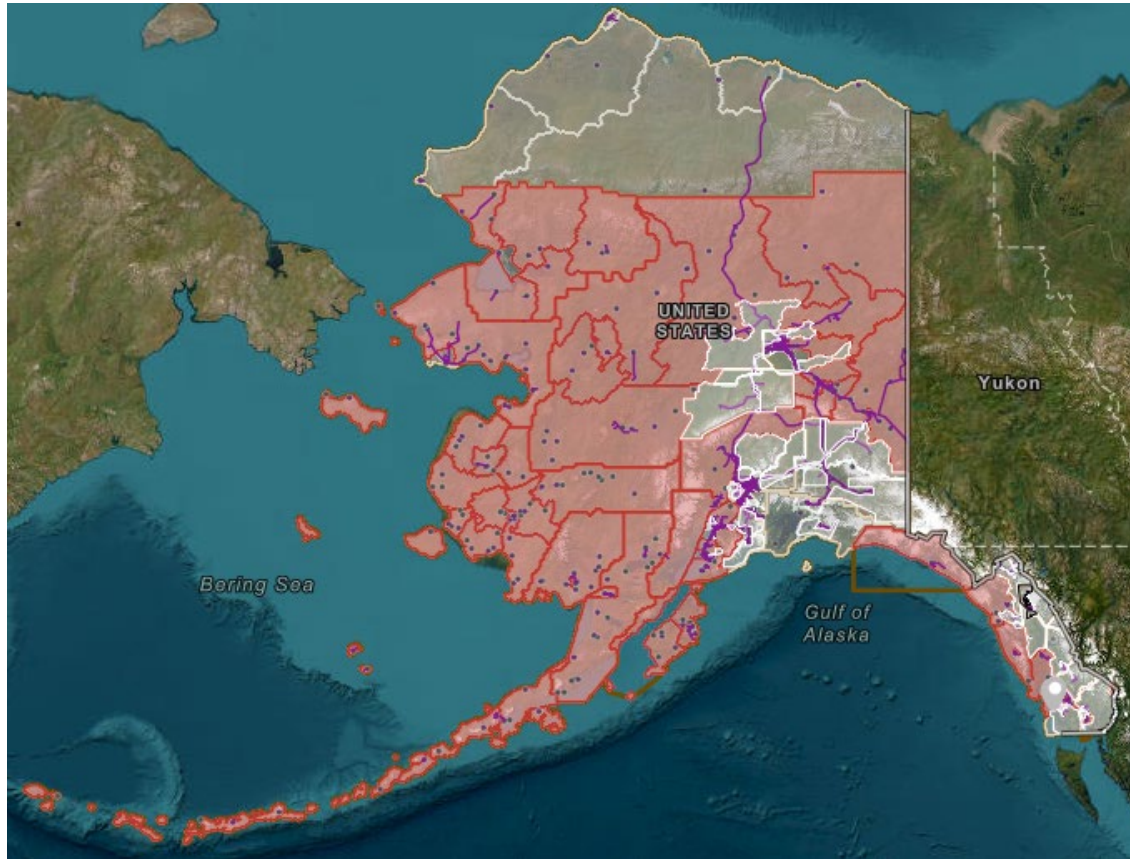 UNITED
STATES
Yukon
Bering Sea
Gulf of
Alaska